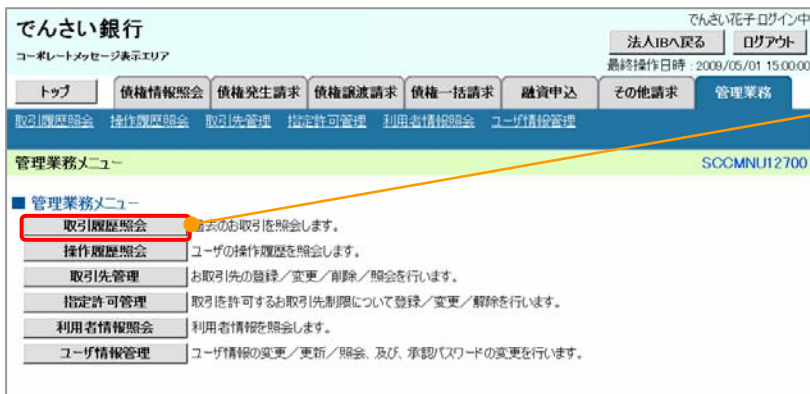 でんさい銀行
でんさい花子:ログイン中
コーポレートメッセージ表示エリア
法人IBへ戻る ログアウト
最終操作日時：2009/05/01 15:00:00
トップ 債権情報照会 債権発生請求 債権譲渡請求 債権一括請求 融資申込 その他請求 管理業務
取引履歴照会 操作履歴照会 取引先管理 指定許可管理 利用者情報照会 ユーザ情報管理
管理業務メニュー SCCMNU12700
■ 管理業務メニュー
取引履歴照会 過去のお取引を照会します。
操作履歴照会 ユーザの操作履歴を照会します。
取引先管理 お取引先の登録／変更／削除／照会を行います。
指定許可管理 取引を許可するお取引先制限について登録／変更／解除を行います。
利用者情報照会 利用者情報を照会します。
ユーザ情報管理 ユーザ情報の変更／更新／照会、及び、承認パスワードの変更を行います。